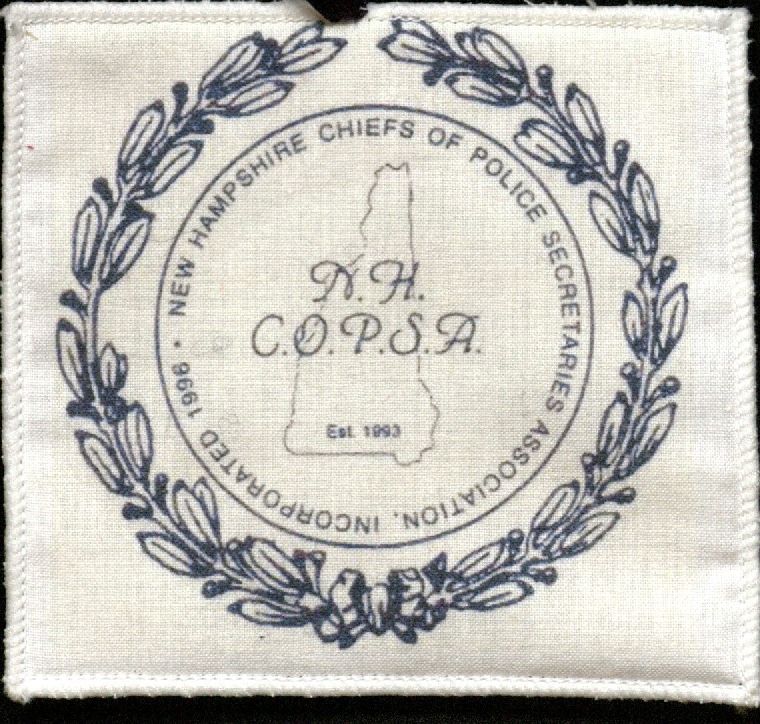 NEW HAMPSHIRE CHIEFS OF POLICE SECRETARIES ASSOCIATION, INCORPORATED 1996 •
N.H.
C.O.P.S.A.
Est. 1993